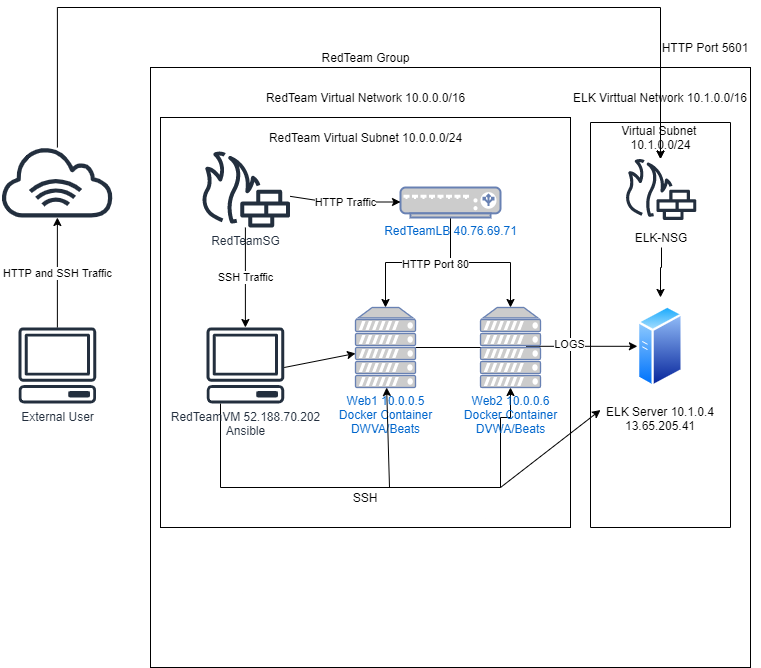 HTTP Port 5601
RedTeam Group
RedTeam Virtual Network 10.0.0.0/16
ELK Virttual Network 10.1.0.0/16
RedTeam Virtual Subnet 10.0.0.0/24
Virtual Subnet
10.1.0.0/24
HTTP Traffic
RedTeamSG
RedTeamLB 40.76.69.71
ELK-NSG
HTTP and SSH Traffic
SSH Traffic
HTTP Port 80
LOGS
External User
RedTeamVM 52.188.70.202
Ansible
Web1 10.0.0.5
Docker Container
DWVA/Beats
Web2 10.0.0.6
Docker Container
DVWA/Beats
ELK Server 10.1.0.4
13.65.205.41
SSH